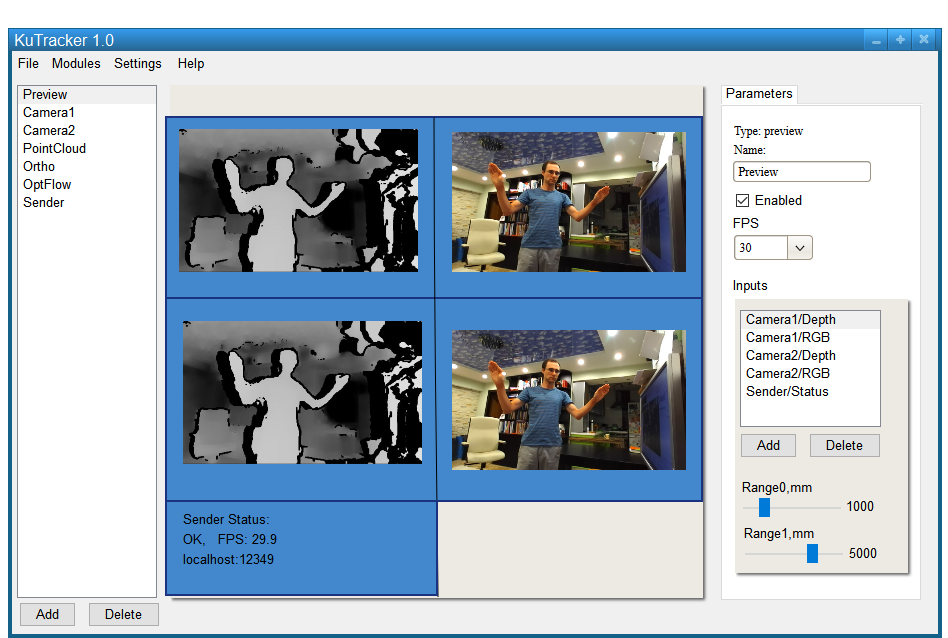 KuTracker 1.0
File Modules Settings Help
Preview
Camera1
Camera2
PointCloud
Ortho
OptFlow
Sender
Add Delete
Sender Status:
OK, FPS: 29.9
localhost:12349
Parameters
Type: preview
Name:
Preview
Enabled
FPS
30
Inputs
Camera1/Depth
Camera1/RGB
Camera2/Depth
Camera2/RGB
Sender/Status
Add Delete
Range0,mm
1000
Range1,mm
5000